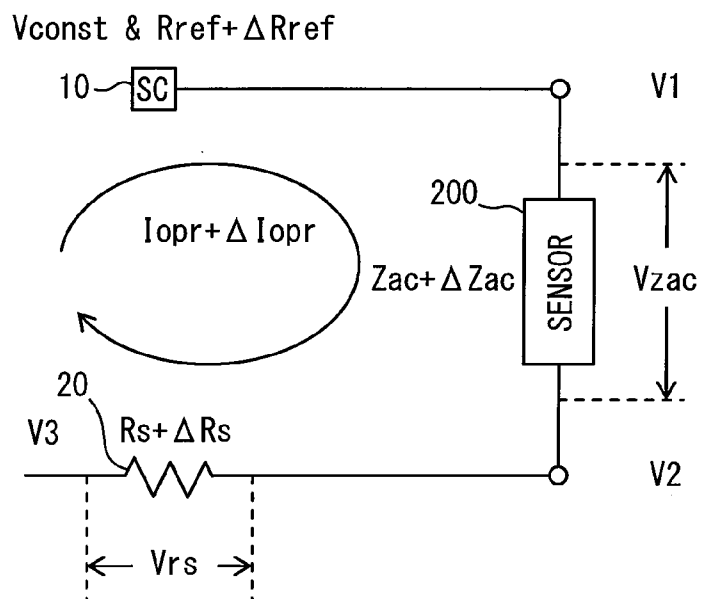 Vconst & Rref+ΔRref
10 SC V1
200
Iopr+ΔIopr
Zac+ΔZac SENSOR Vzac
20
V3 Rs+ΔRs
V2
Vrs